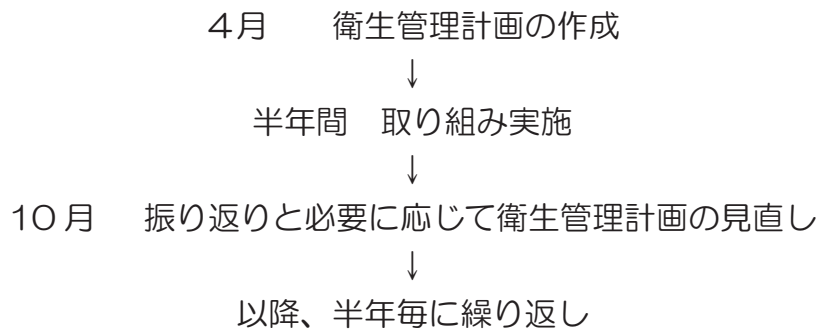 4月　　衛生管理計画の作成
↓
半年間　取り組み実施
↓
10月　振り返りと必要に応じて衛生管理計画の見直し
↓
以降、半年毎に繰り返し